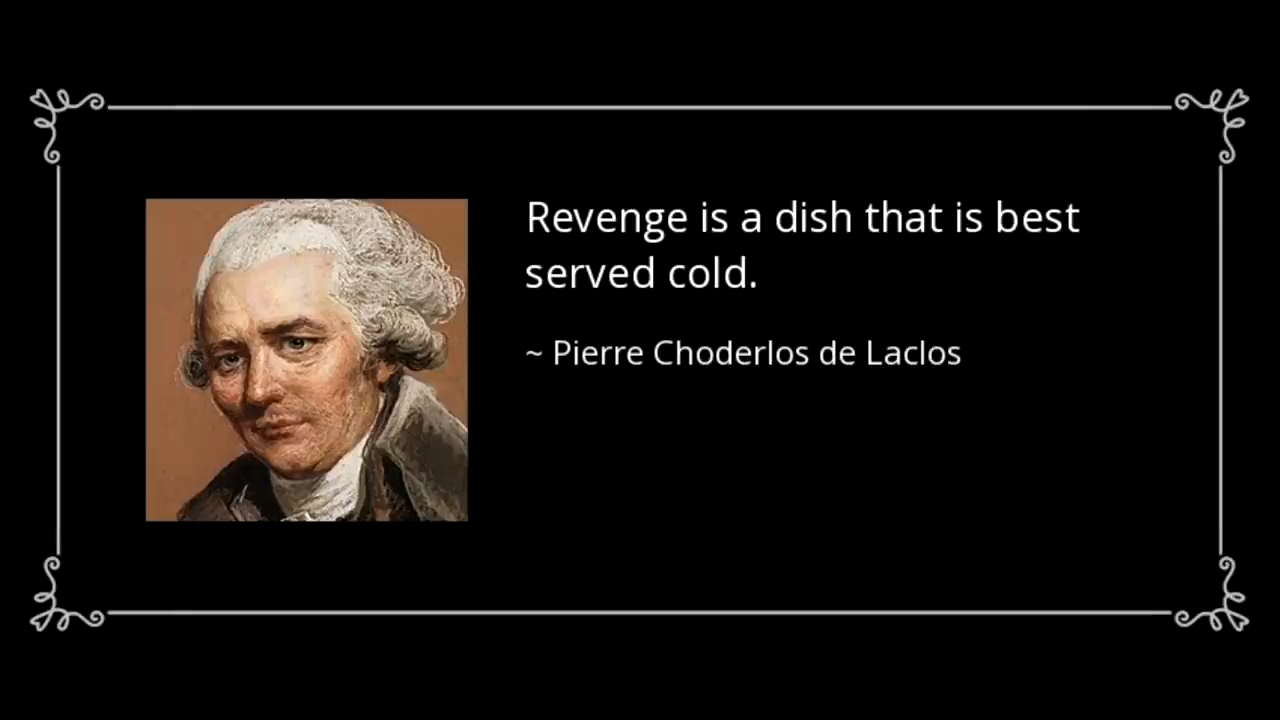 Revenge is a dish that is best
served cold.
~ Pierre Choderlos de Laclos